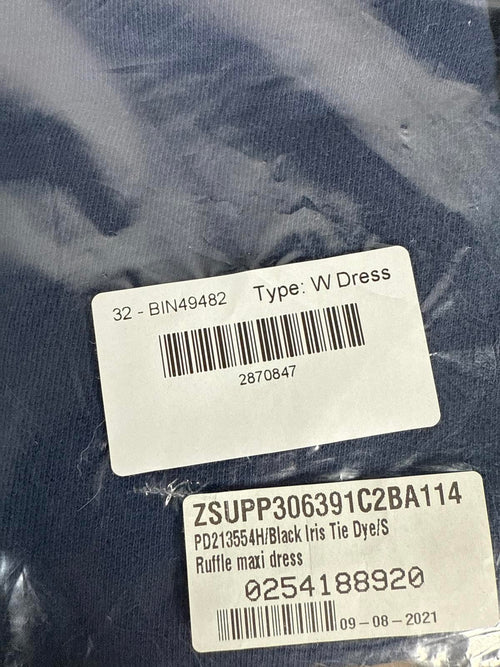 32 - BIN49482 Type: W Dress
2870847
ZSUPP306391C2BA114
PD213554H/Black Iris Tie Dye/S
Ruffle maxi dress
0254188920
09-08-2021